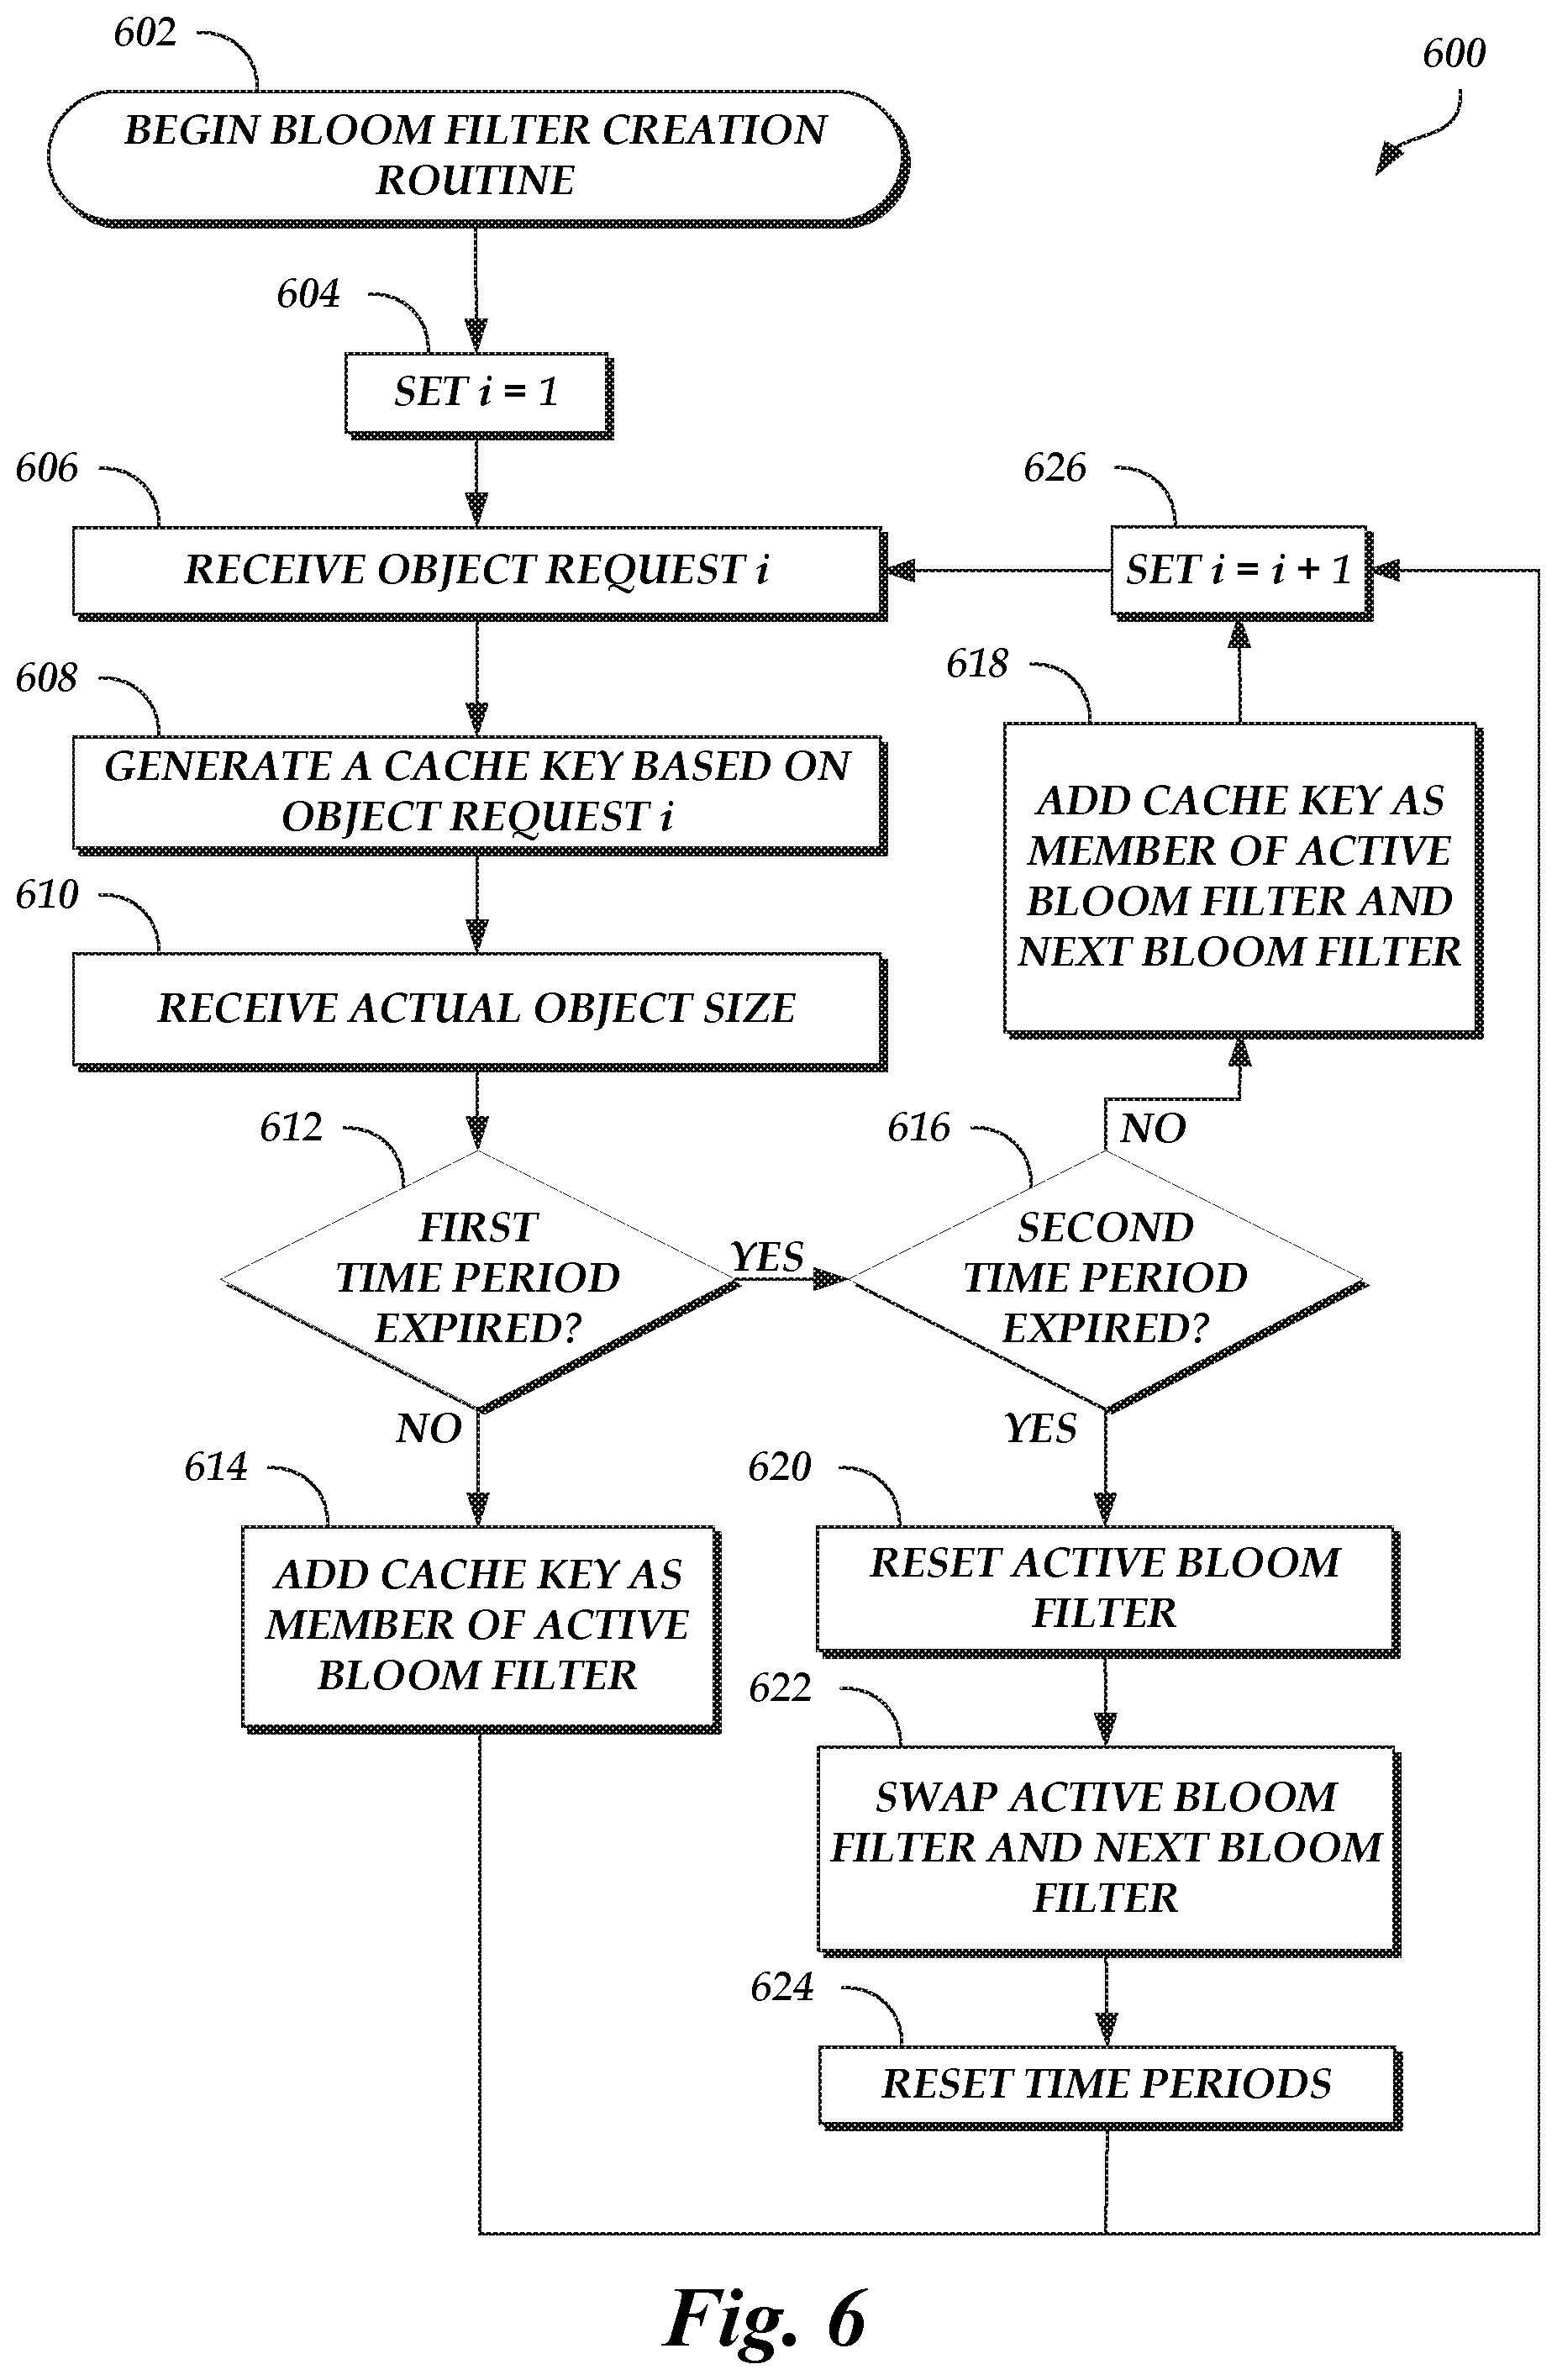 602
600
BEGIN BLOOM FILTER CREATION
ROUTINE
604
SET i = 1
606
RECEIVE OBJECT REQUEST i
626
SET i = i + 1
608
GENERATE A CACHE KEY BASED ON
OBJECT REQUEST i
618
ADD CACHE KEY AS
MEMBER OF ACTIVE
BLOOM FILTER AND
NEXT BLOOM FILTER
610
RECEIVE ACTUAL OBJECT SIZE
612
FIRST
TIME PERIOD
EXPIRED?
YES
NO
616
SECOND
TIME PERIOD
EXPIRED?
NO
YES
614
ADD CACHE KEY AS
MEMBER OF ACTIVE
BLOOM FILTER
620
RESET ACTIVE BLOOM
FILTER
622
SWAP ACTIVE BLOOM
FILTER AND NEXT BLOOM
FILTER
624
RESET TIME PERIODS
Fig. 6